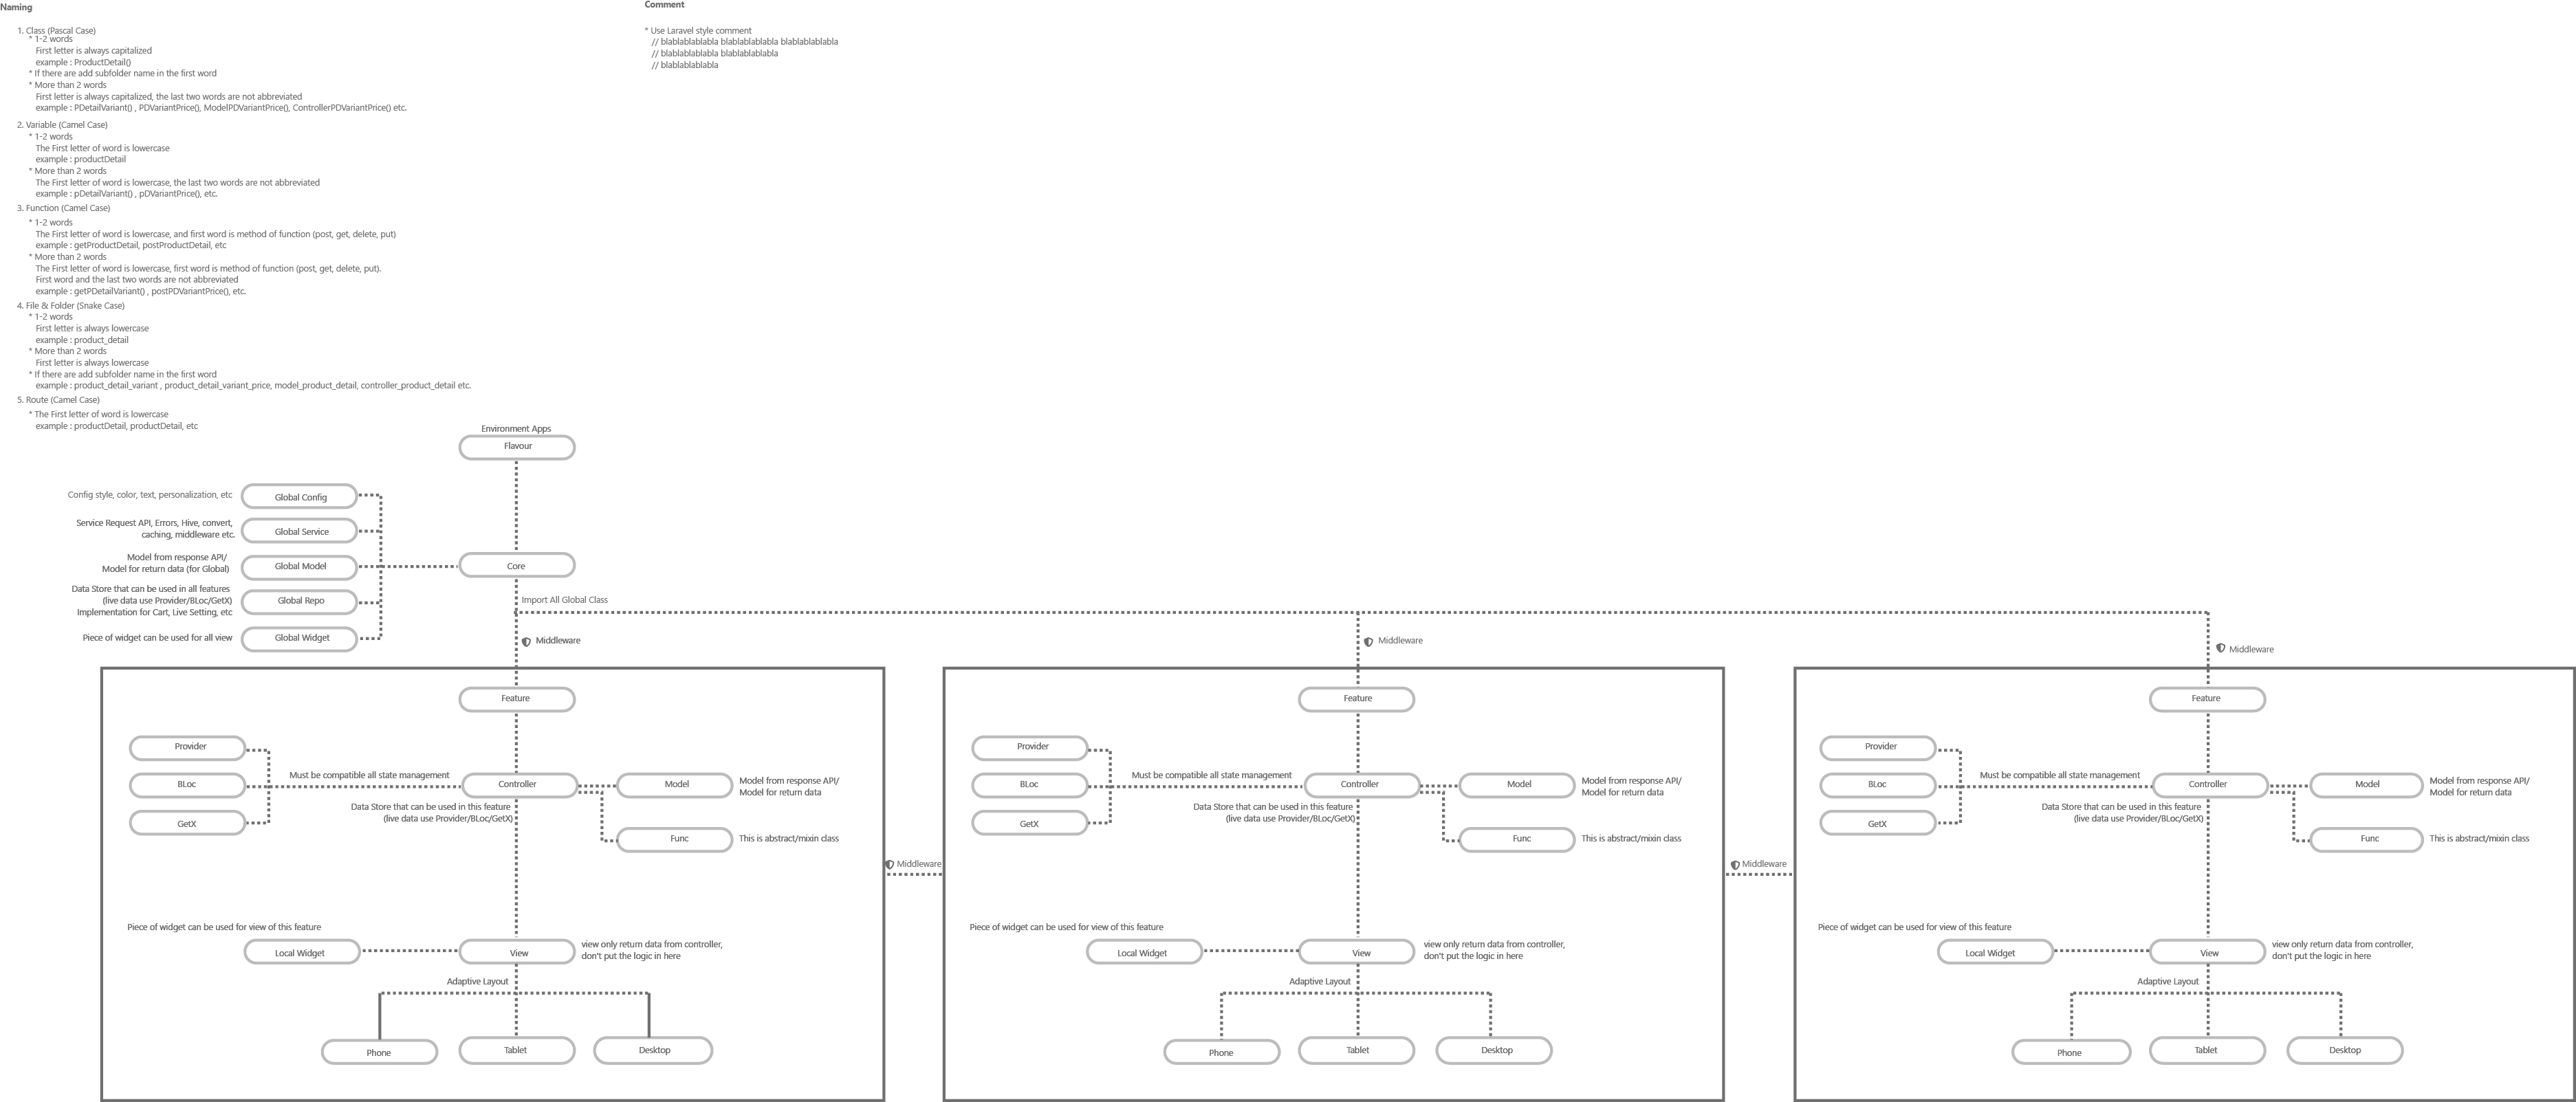 Naming
1. Class (Pascal Case)
* 1-2 words
First letter is always capitalized
example : ProductDetail()
* If there are add subfolder name in the first word
* More than 2 words
First letter is always capitalized, the last two words are not abbreviated
example : PDetailVariant() , PDVariantPrice(), ModelPDVariantPrice(), ControllerPDVariantPrice() etc.
2. Variable (Camel Case)
* 1-2 words
The First letter of word is lowercase
example : productDetail
* More than 2 words
The First letter of word is lowercase, the last two words are not abbreviated
example : pDetailVariant() , pDVariantPrice(), etc.
3. Function (Camel Case)
* 1-2 words
The First letter of word is lowercase, and first word is method of function (post, get, delete, put)
example : getProductDetail, postProductDetail, etc
* More than 2 words
The First letter of word is lowercase, first word is method of function (post, get, delete, put).
First word and the last two words are not abbreviated
example : getPDetailVariant() , postPDVariantPrice(), etc.
4. File & Folder (Snake Case)
* 1-2 words
First letter is always lowercase
example : product_detail
* More than 2 words
First letter is always lowercase
* If there are add subfolder name in the first word
example : product_detail_variant , product_detail_variant_price, model_product_detail, controller_product_detail etc.
5. Route (Camel Case)
* The First letter of word is lowercase
example : productDetail, productDetail, etc
Comment
* Use Laravel style comment
// blablablablabla blablablablabla blablablablabla
// blablablablabla blablablablabla
// blablablablabla
Environment Apps
Flavour
Config style, color, text, personalization, etc
Global Config
Service Request API, Errors, Hive, convert,
caching, middleware etc.
Global Service
Model from response API/
Model for return data (for Global)
Global Model
Core
Data Store that can be used in all features
(live data use Provider/BLoc/GetX)
Implementation for Cart, Live Setting, etc
Global Repo
Import All Global Class
Piece of widget can be used for all view
Global Widget
Middleware
Middleware
Middleware
Feature
Provider
BLoc
GetX
Must be compatible all state management
Controller
Data Store that can be used in this feature
(live data use Provider/BLoc/GetX)
Model
Model from response API/
Model for return data
Func
This is abstract/mixin class
Piece of widget can be used for view of this feature
Local Widget
View
view only return data from controller,
don't put the logic in here
Adaptive Layout
Phone
Tablet
Desktop
Middleware
Feature
Provider
BLoc
GetX
Must be compatible all state management
Controller
Data Store that can be used in this feature
(live data use Provider/BLoc/GetX)
Model
Model from response API/
Model for return data
Func
This is abstract/mixin class
Piece of widget can be used for view of this feature
Local Widget
View
view only return data from controller,
don't put the logic in here
Adaptive Layout
Phone
Tablet
Desktop
Middleware
Feature
Provider
BLoc
GetX
Must be compatible all state management
Controller
Data Store that can be used in this feature
(live data use Provider/BLoc/GetX)
Model
Model from response API/
Model for return data
Func
This is abstract/mixin class
Piece of widget can be used for view of this feature
Local Widget
View
view only return data from controller,
don't put the logic in here
Adaptive Layout
Phone
Tablet
Desktop